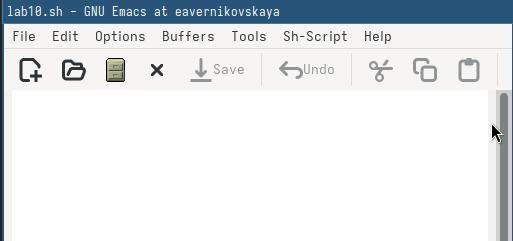 lab10.sh – GNU Emacs at eavernikovskaya
File Edit Options Buffers Tools Sh-Script Help
Save Undo